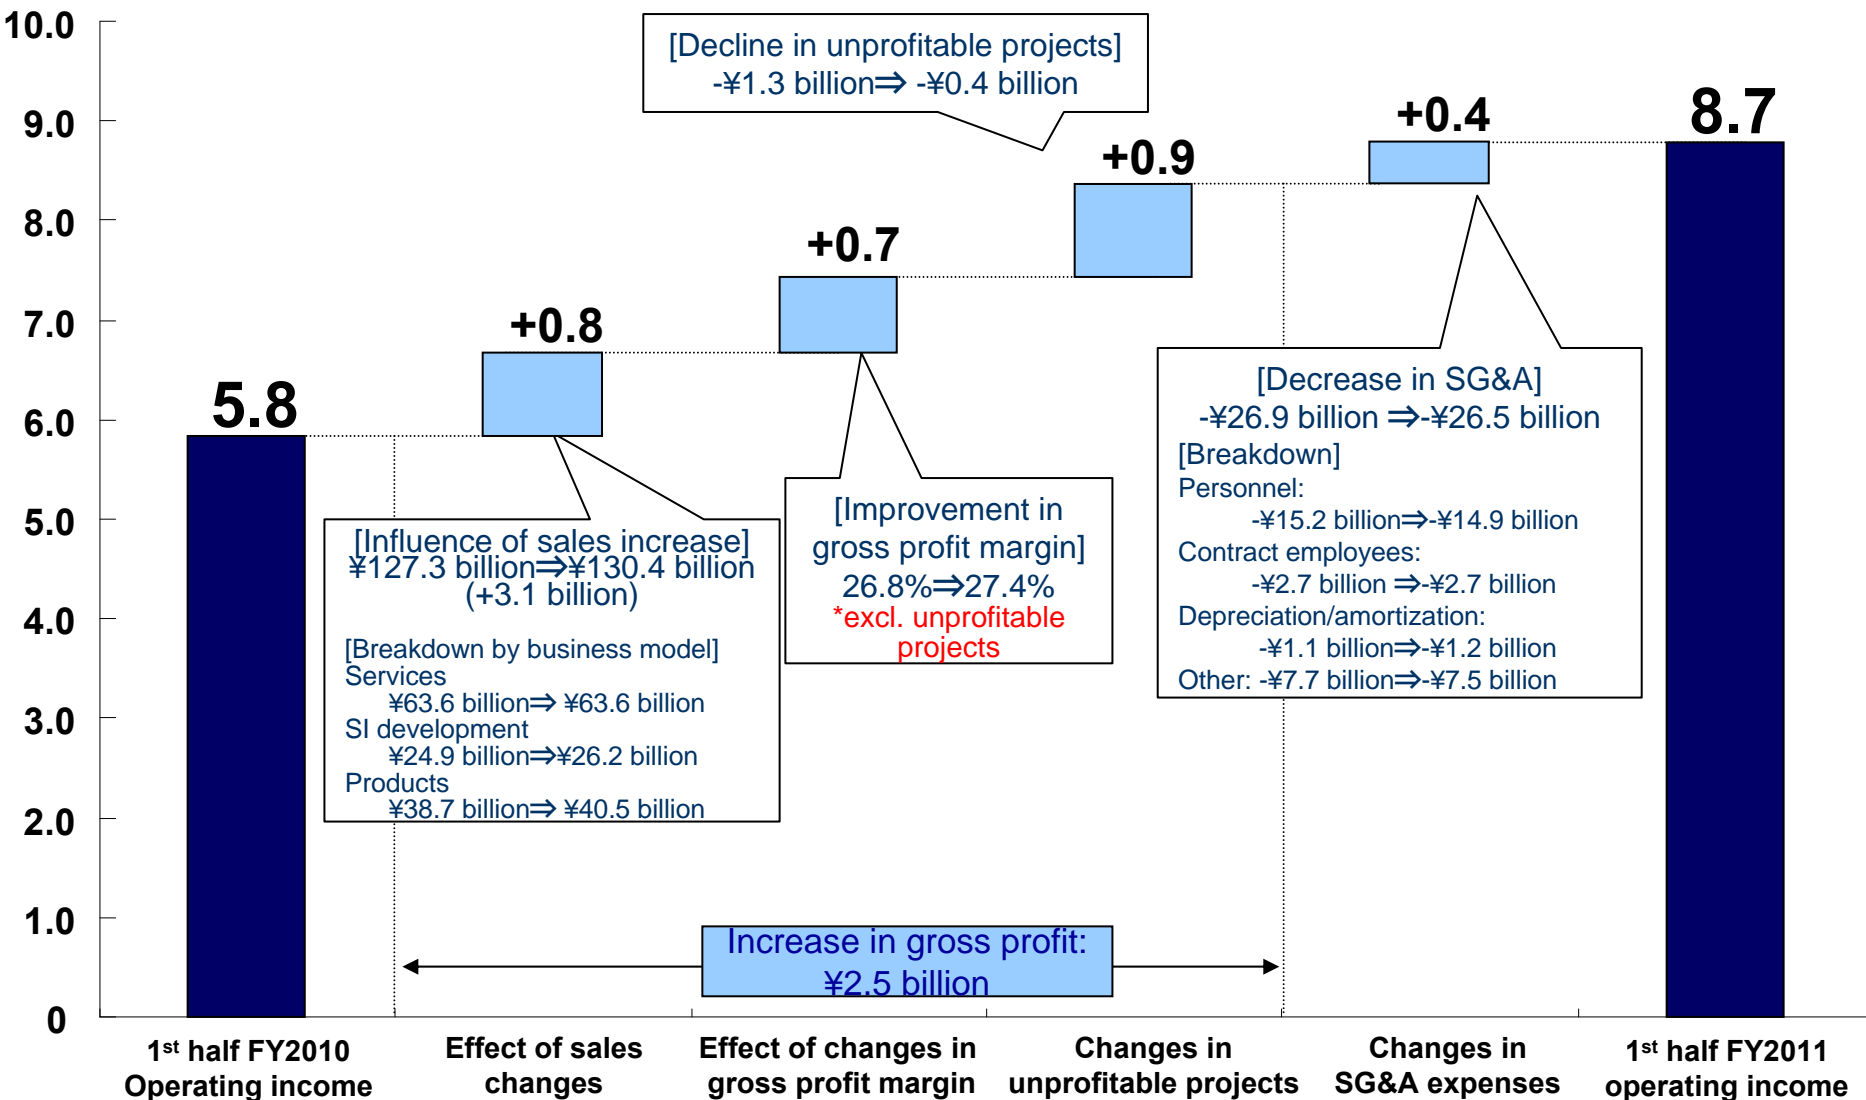 10.0
9.0
8.0
7.0
6.0
5.0
4.0
3.0
2.0
1.0
0
[Decline in unprofitable projects]
-¥1.3 billion⇒ -¥0.4 billion
5.8
+0.8
+0.7
+0.9
+0.4
8.7
[Influence of sales increase]
¥127.3 billion⇒¥130.4 billion
(+3.1 billion)
[Breakdown by business model]
Services
¥63.6 billion⇒ ¥63.6 billion
SI development
¥24.9 billion⇒¥26.2 billion
Products
¥38.7 billion⇒ ¥40.5 billion
[Improvement in
gross profit margin]
26.8%⇒27.4%
*excl. unprofitable
projects
[Decrease in SG&A]
-¥26.9 billion ⇒-¥26.5 billion
[Breakdown]
Personnel:
-¥15.2 billion⇒-¥14.9 billion
Contract employees:
-¥2.7 billion ⇒-¥2.7 billion
Depreciation/amortization:
-¥1.1 billion⇒-¥1.2 billion
Other: -¥7.7 billion⇒-¥7.5 billion
Increase in gross profit:
¥2.5 billion
1st half FY2010
Operating income
Effect of sales
changes
Effect of changes in
gross profit margin
Changes in
unprofitable projects
Changes in
SG&A expenses
1st half FY2011
operating income